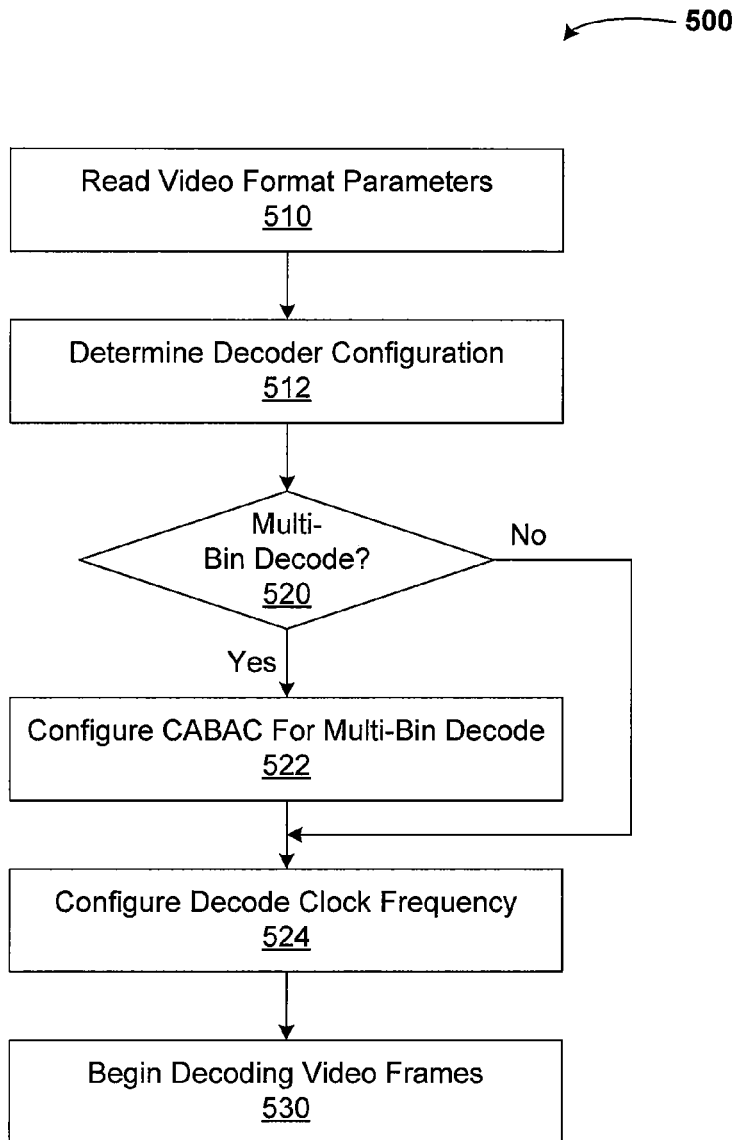 500
Read Video Format Parameters
510
Determine Decoder Configuration
512
Multi-
Bin Decode?
520
No
Yes
Configure CABAC For Multi-Bin Decode
522
Configure Decode Clock Frequency
524
Begin Decoding Video Frames
530